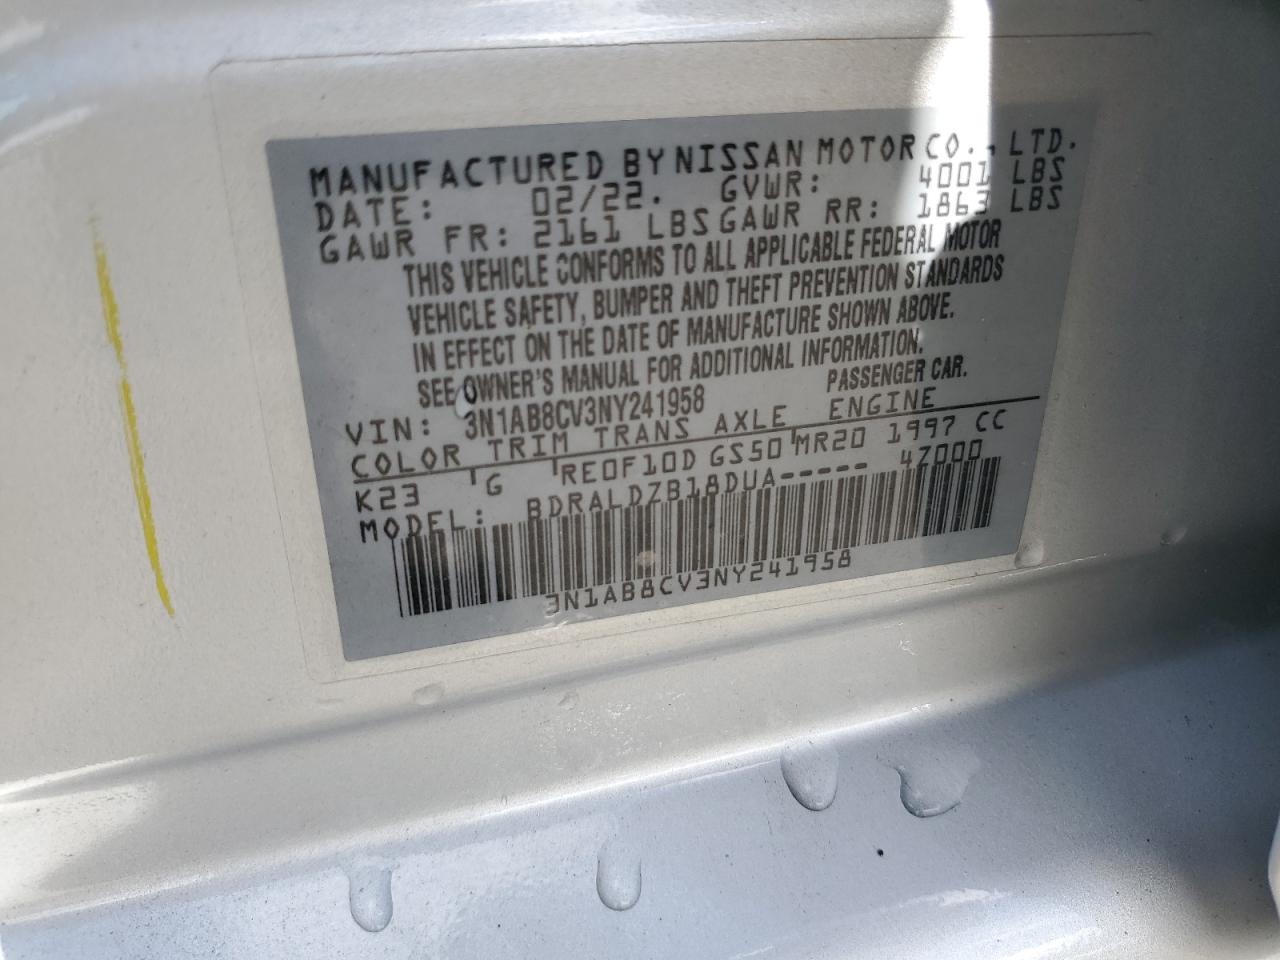 MANUFACTURED BY NISSAN MOTOR CO., LTD.
DATE: 02/22. GVWR: 4001 LBS
GAWR FR: 2161 LBS GAWR RR: 1863 LBS
THIS VEHICLE CONFORMS TO ALL APPLICABLE FEDERAL MOTOR
VEHICLE SAFETY, BUMPER AND THEFT PREVENTION STANDARDS
IN EFFECT ON THE DATE OF MANUFACTURE SHOWN ABOVE.
SEE OWNER'S MANUAL FOR ADDITIONAL INFORMATION.
VIN: 3N1AB8CV3NY241958 PASSENGER CAR.
COLOR TRIM TRANS AXLE ENGINE
K23 G RE0F10D GS50 MR20 1997 CC
MODEL: BDRALDZB18DUA----- 47000
3N1AB8CV3NY241958